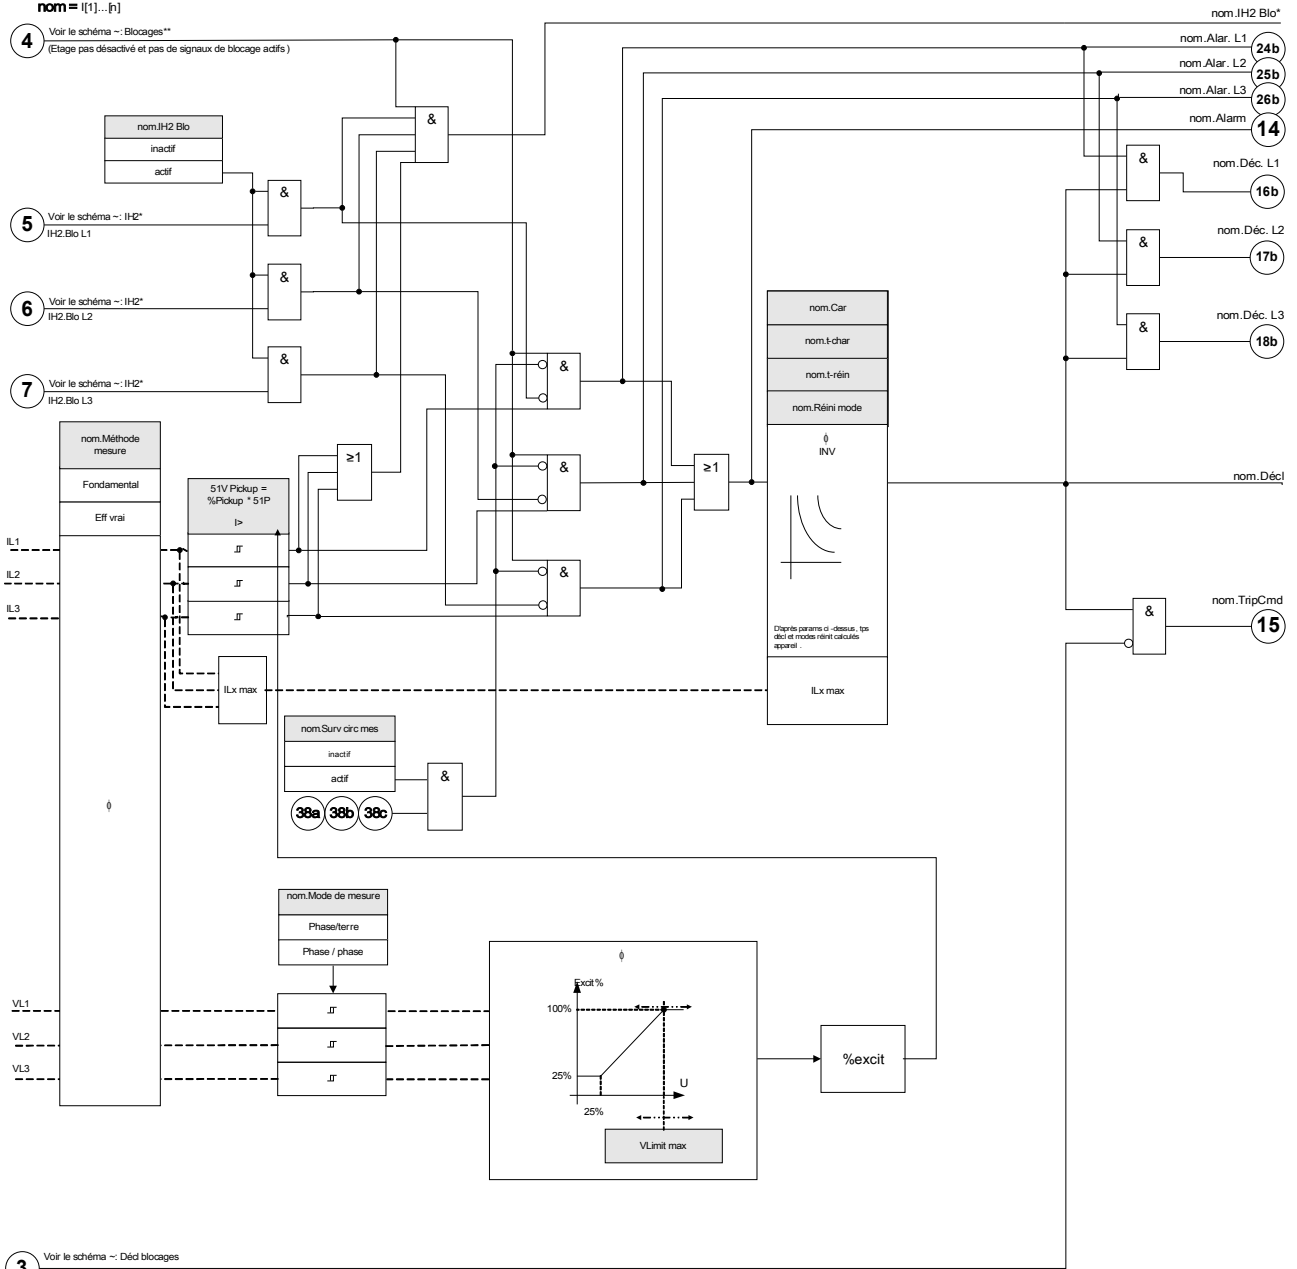 nom = I[1]...[n]
4
Voir le schéma ~: Blocages**
(Etage pas désactivé et pas de signaux de blocage actifs )
nom.IH2 Blo*
nom.Alar. L1
24b
nom.Alar. L2
25b
nom.Alar. L3
26b
nom.Alarm
14
nom.IH2 Blo
inactif
actif
&
&
nom.Déc. L1
16b
5
Voir le schéma ~: IH2*
IH2.Blo L1
&
&
nom.Déc. L2
17b
6
Voir le schéma ~: IH2*
IH2.Blo L2
&
&
nom.Déc. L3
18b
7
Voir le schéma ~: IH2*
IH2.Blo L3
&
&
nom.Car
nom.t-char
nom.t-réin
nom.Réini mode
ϕ
INV
nom.Méthode
mesure
Fondamental
Eff vrai
51V Pickup =
%Pickup * 51P
I>
≥1
&
≥1
nom.Décl
IL1
IL2
IL3
&
D'après params ci -dessus , tps
décl et modes réinit calculés
appareil .
&
nom.TripCmd
15
ILx max
ILx max
nom.Surv circ mes
inactif
actif
&
38a
38b
38c
ϕ
nom.Mode de mesure
Phase/terre
Phase / phase
VL1
VL2
VL3
ϕ
Excit%
100%
25%
U
25%
VLimit max
%excit
3
Voir le schéma ~: Décl blocages